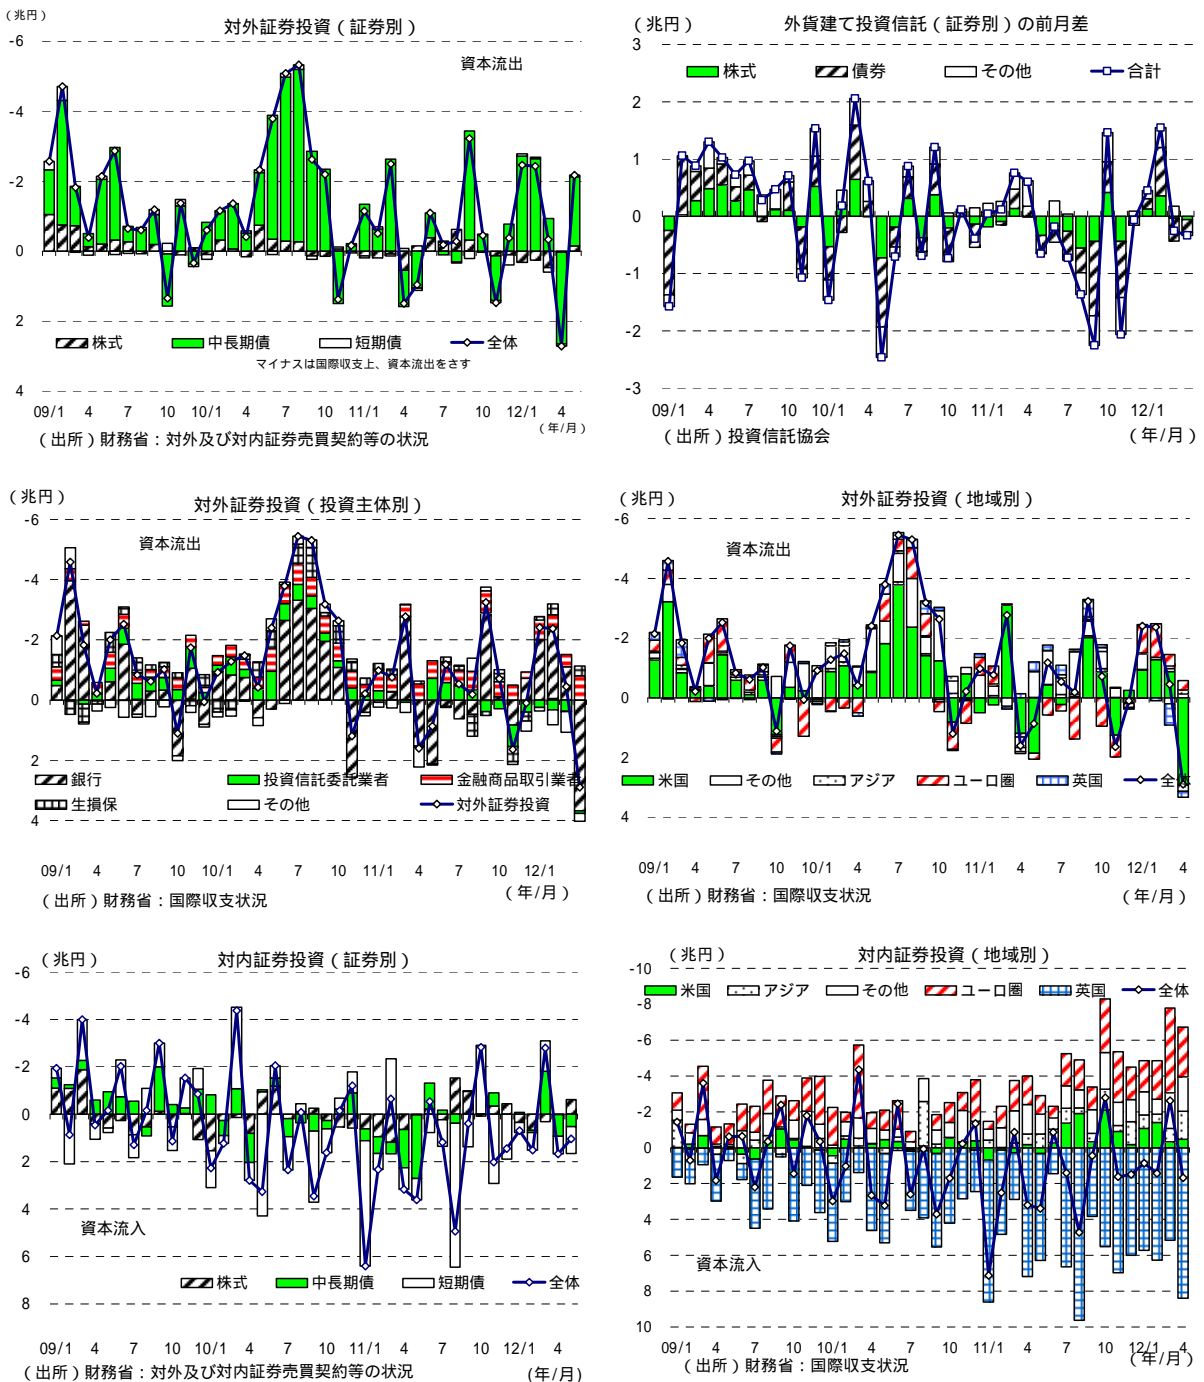 (兆円)
対外証券投資(証券別)
-6
資本流出
-4
-2
0
2
株式 中長期債 短期債 全体
マイナスは国際収支上、資本流出をさす
4
09/1 4 7 10 10/1 4 7 10 11/1 4 7 10 12/1 4
(年/月)
(出所)財務省:対外及び対内証券売買契約等の状況
(兆円)
外貨建て投資信託(証券別)の前月差
3
株式 債券 その他 合計
2
1
0
-1
-2
-3
09/1 4 7 10 10/1 4 7 10 11/1 4 7 10 12/1
(出所)投資信託協会 (年/月)
(兆円)
対外証券投資(投資主体別)
-6
資本流出
-4
-2
0
2
銀行 投資信託委託業者 金融商品取引業者
生損保 その他 対外証券投資
4
09/1 4 7 10 10/1 4 7 10 11/1 4 7 10 12/1 4
(年/月)
(出所)財務省:国際収支状況
(兆円)
対外証券投資(地域別)
-6
資本流出
-4
-2
0
2
米国 その他 アジア ユーロ圏 英国 全体
4
09/1 4 7 10 10/1 4 7 10 11/1 4 7 10 12/1 4
(出所)財務省:国際収支状況 (年/月)
(兆円)
対内証券投資(証券別)
-6
-4
-2
0
2
4
資本流入
6
株式 中長期債 短期債 全体
8
09/1 4 7 10 10/1 4 7 10 11/1 4 7 10 12/1 4
(出所)財務省:対外及び対内証券売買契約等の状況 (年/月)
(兆円)
対内証券投資(地域別)
-10
米国 アジア その他 ユーロ圏 英国 全体
-8
-6
-4
-2
0
2
4
6
資本流入
8
10
09/1 4 7 10 10/1 4 7 10 11/1 4 7 10 12/1 4
(年/月)
(出所)財務省:国際収支状況